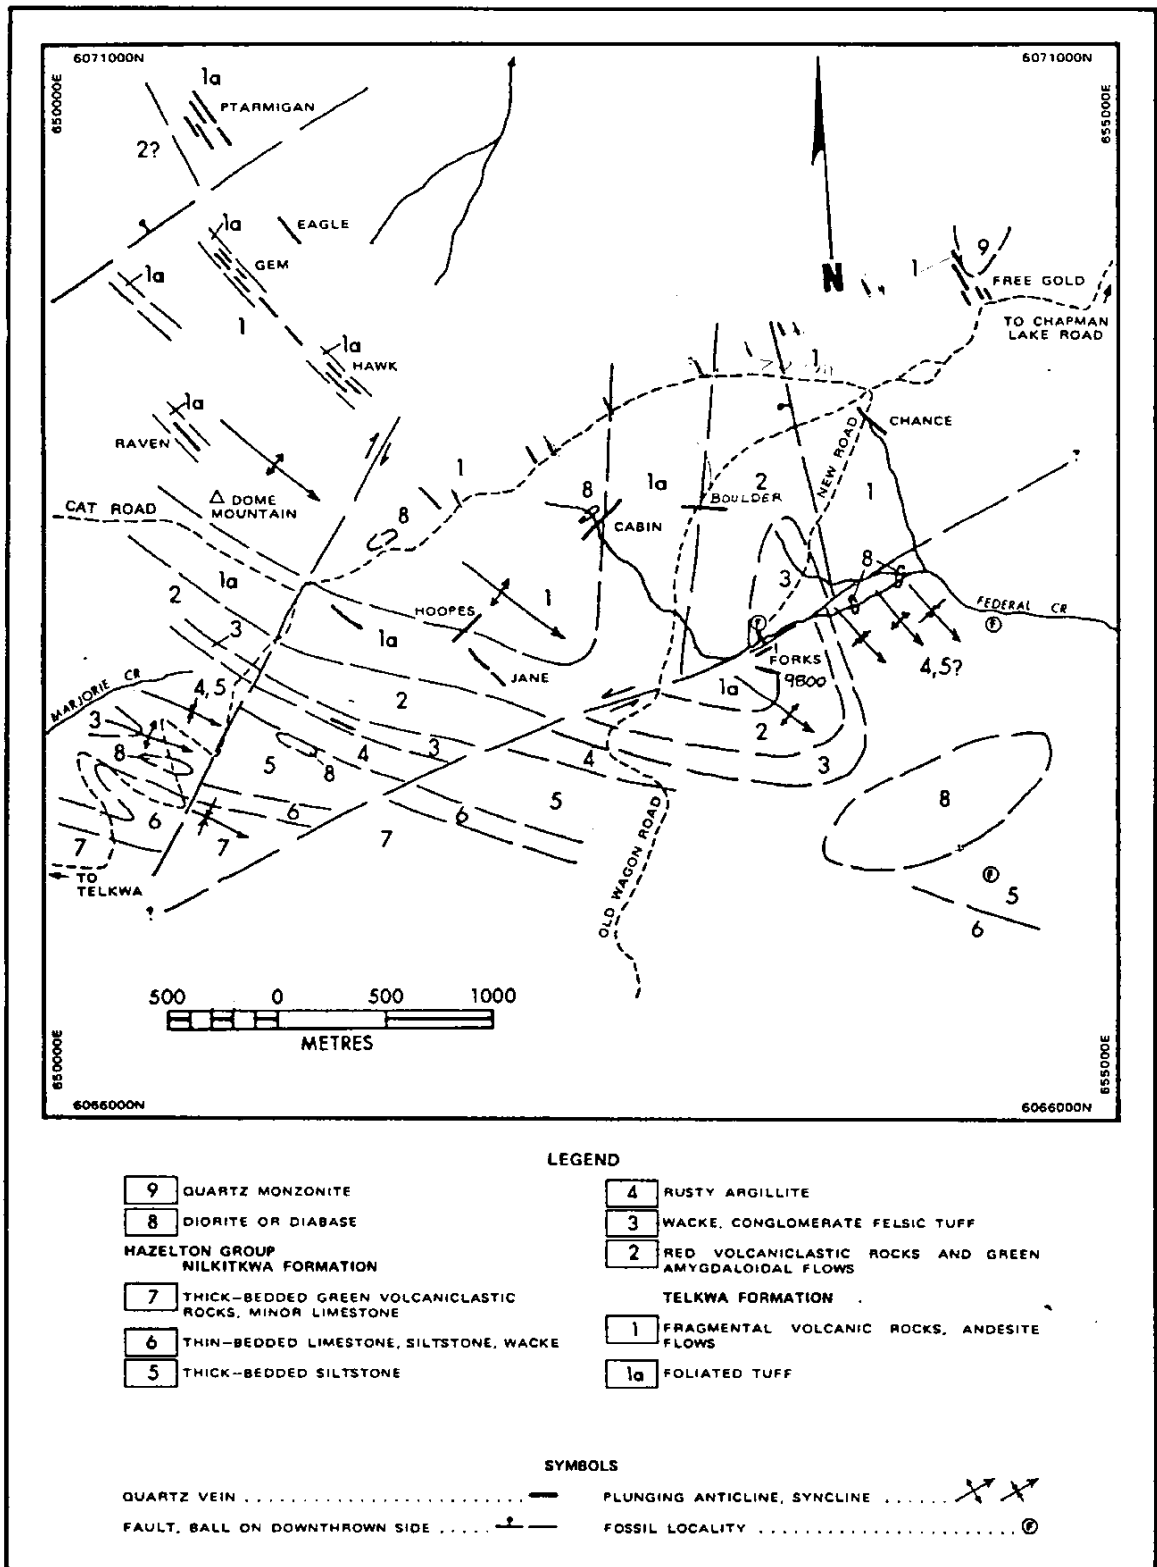 6071000N 6071000N
650000E 655000E
1a
PTARMIGAN
2?
1a
EAGLE
1a
GEM
1
9
FREE GOLD
N
TO CHAPMAN
LAKE ROAD
1
1a
HAWK
1
1a
RAVEN
CHANCE
NEW ROAD
?
CAT ROAD
DOME
MOUNTAIN
1
8
8
CABIN
1a
BOULDER
2
1
1a
2
HOOPES
1
3
8
FEDERAL CR
F
F
3
1a
JANE
FORKS
9800
4,5?
MARJORIE CR
4,5
2
1a
3
2
8
5
8
4
3
4
3
6
6
5
8
7
7
6
TO
TELKWA
?
OLD WAGON ROAD
F
5
6
500 0 500 1000
METRES
650000E 655000E
6066000N 6066000N
LEGEND
9 QUARTZ MONZONITE
8 DIORITE OR DIABASE
HAZELTON GROUP
NILKITKWA FORMATION
7 THICK-BEDDED GREEN VOLCANICLASTIC
ROCKS, MINOR LIMESTONE
6 THIN-BEDDED LIMESTONE, SILTSTONE, WACKE
5 THICK-BEDDED SILTSTONE
4 RUSTY ARGILLITE
3 WACKE, CONGLOMERATE FELSIC TUFF
2 RED VOLCANICLASTIC ROCKS AND GREEN
AMYGDALOIDAL FLOWS
TELKWA FORMATION
1 FRAGMENTAL VOLCANIC ROCKS, ANDESITE
FLOWS
1a FOLIATED TUFF
SYMBOLS
QUARTZ VEIN
FAULT, BALL ON DOWNTHROWN SIDE
PLUNGING ANTICLINE, SYNCLINE
FOSSIL LOCALITY F